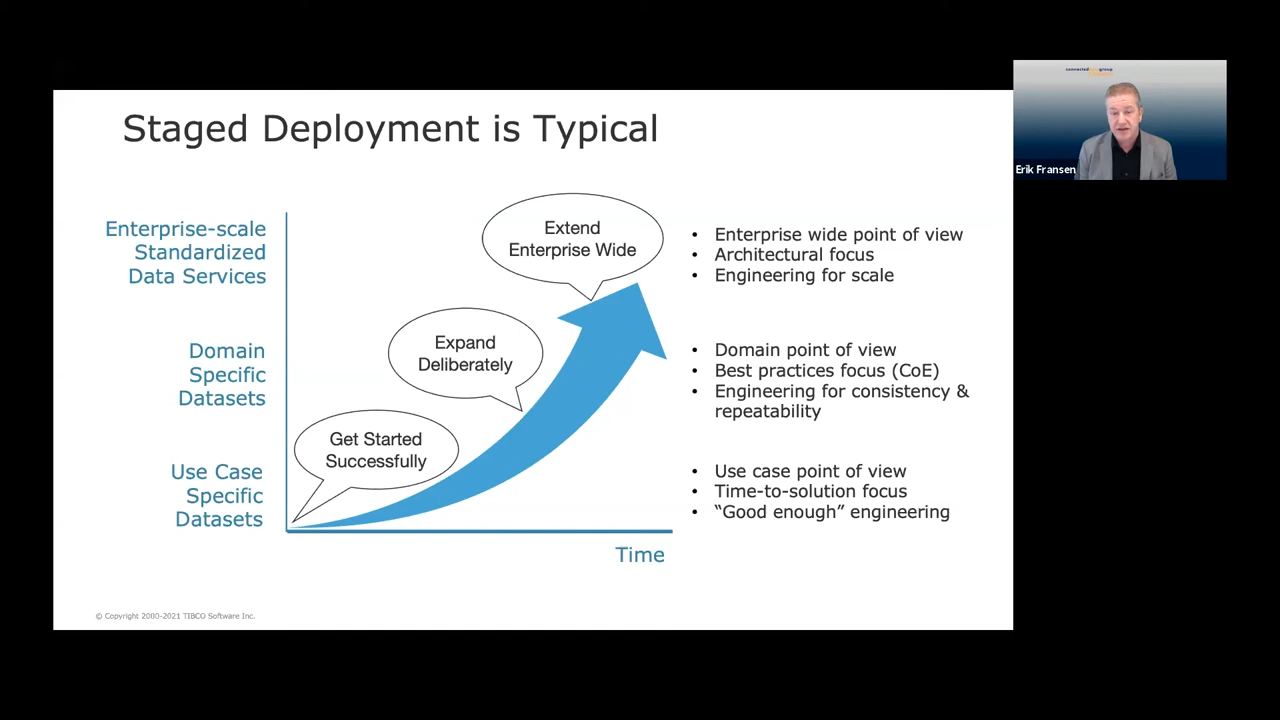 Staged Deployment is Typical
Enterprise-scale
Standardized
Data Services
Domain
Specific
Datasets
Use Case
Specific
Datasets
Extend
Enterprise Wide
Expand
Deliberately
Get Started
Successfully
Time
• Enterprise wide point of view
• Architectural focus
• Engineering for scale
• Domain point of view
• Best practices focus (CoE)
• Engineering for consistency &
repeatability
• Use case point of view
• Time-to-solution focus
• “Good enough” engineering
© Copyright 2000-2021 TIBCO Software Inc.
connected group
Erik Fransen